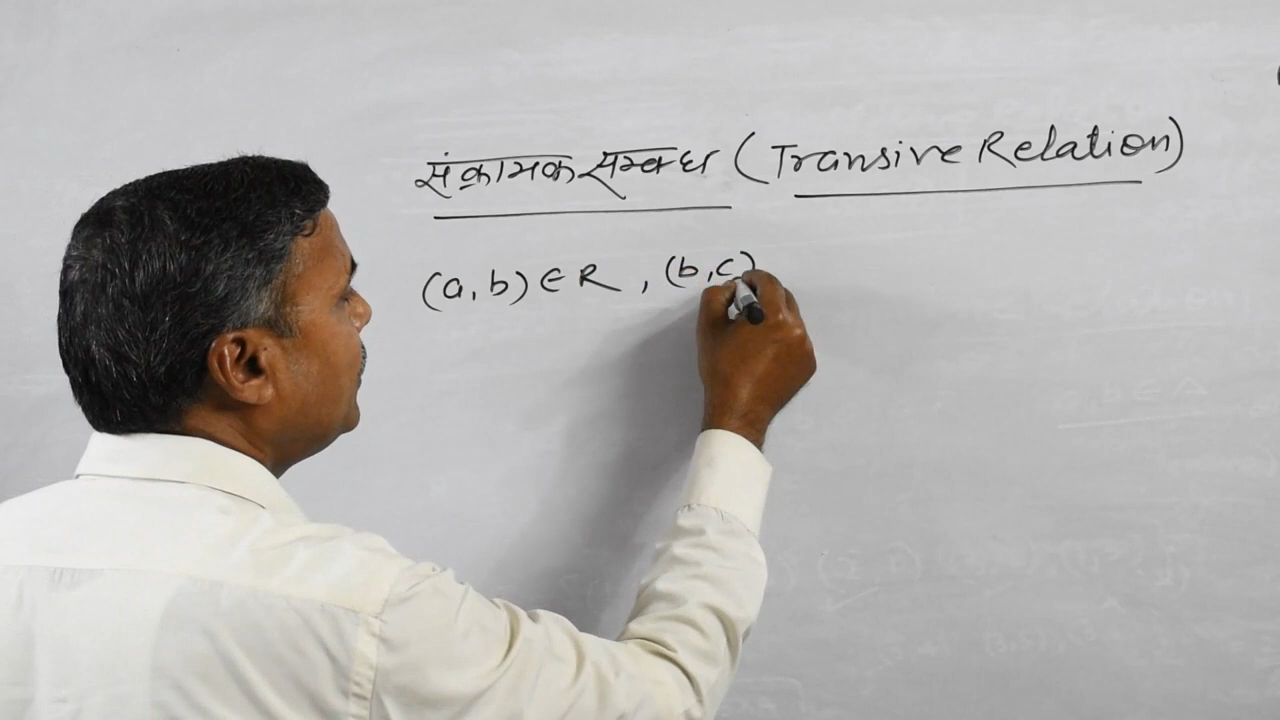 संक्रामक सम्बन्ध (Transive Relation)
(a, b) ∈ R , (b, c)